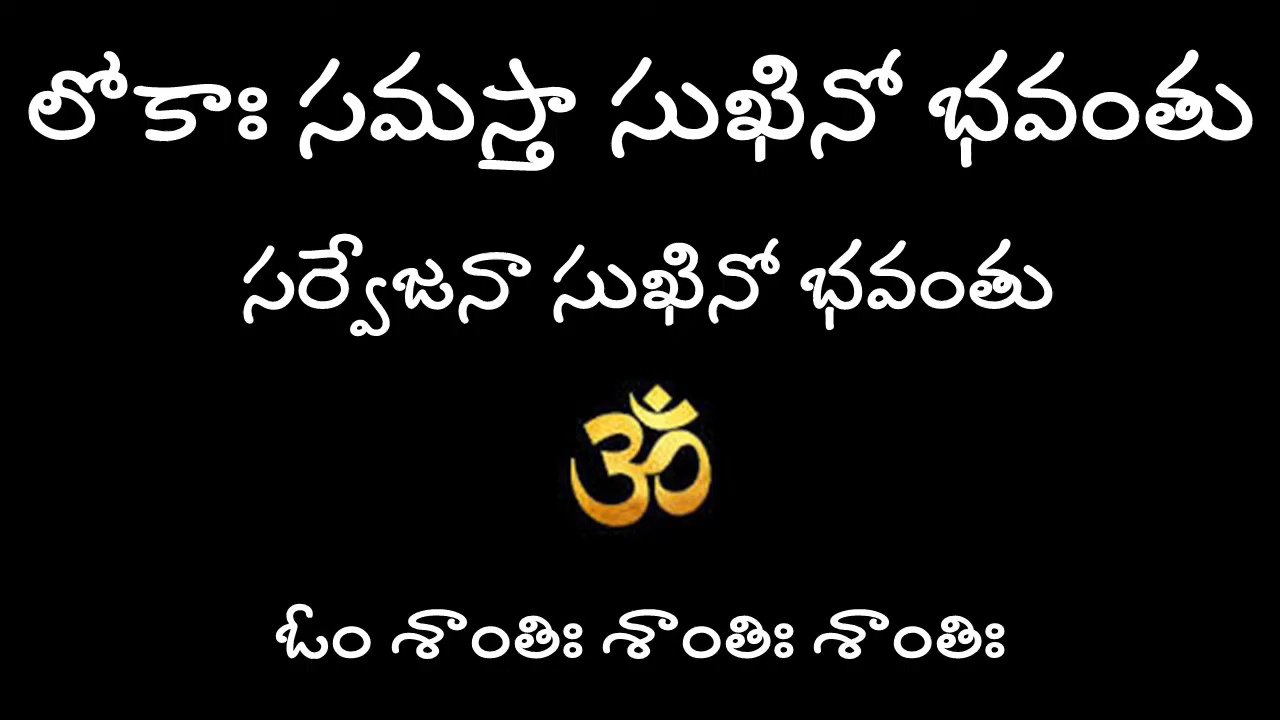 లోకాః సమస్తా సుఖినో భవంతు
సర్వేజనా సుఖినో భవంతు
ॐ
ఓం శాంతిః శాంతిః శాంతిః